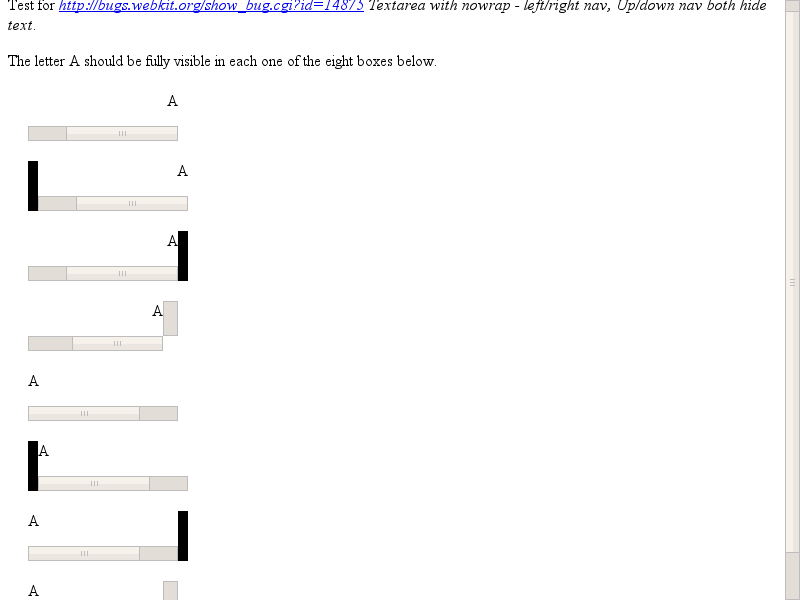 Test for http://bugs.webkit.org/show_bug.cgi?id=14875 Textarea with nowrap - left/right nav, Up/down nav both hide
text.
The letter A should be fully visible in each one of the eight boxes below.
A
A
A
A
A
A
A
A